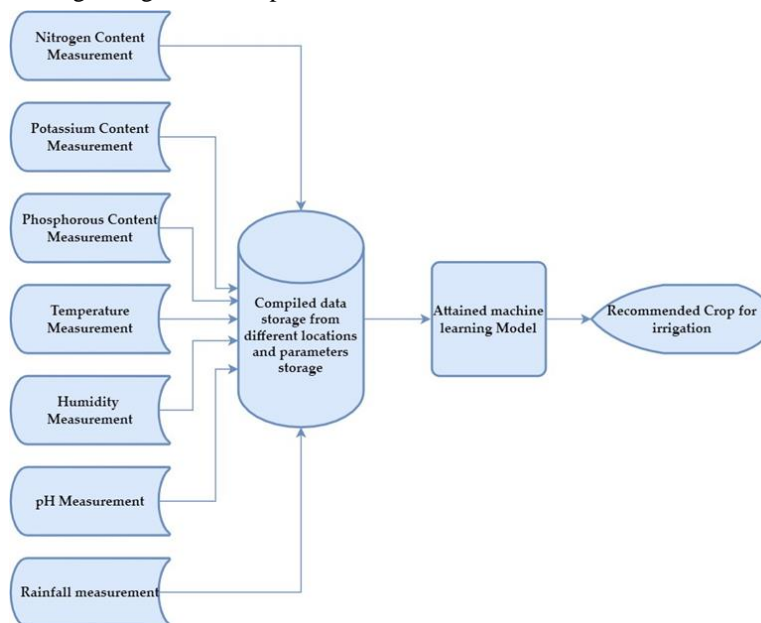 Nitrogen Content
Measurement
Potassium Content
Measurement
Phosphorous Content
Measurement
Temperature
Measurement
Humidity
Measurement
pH Measurement
Rainfall measurement
Compiled data
storage from
different locations
and parameters
storage
Attained machine
learning Model
Recommended Crop for
irrigation